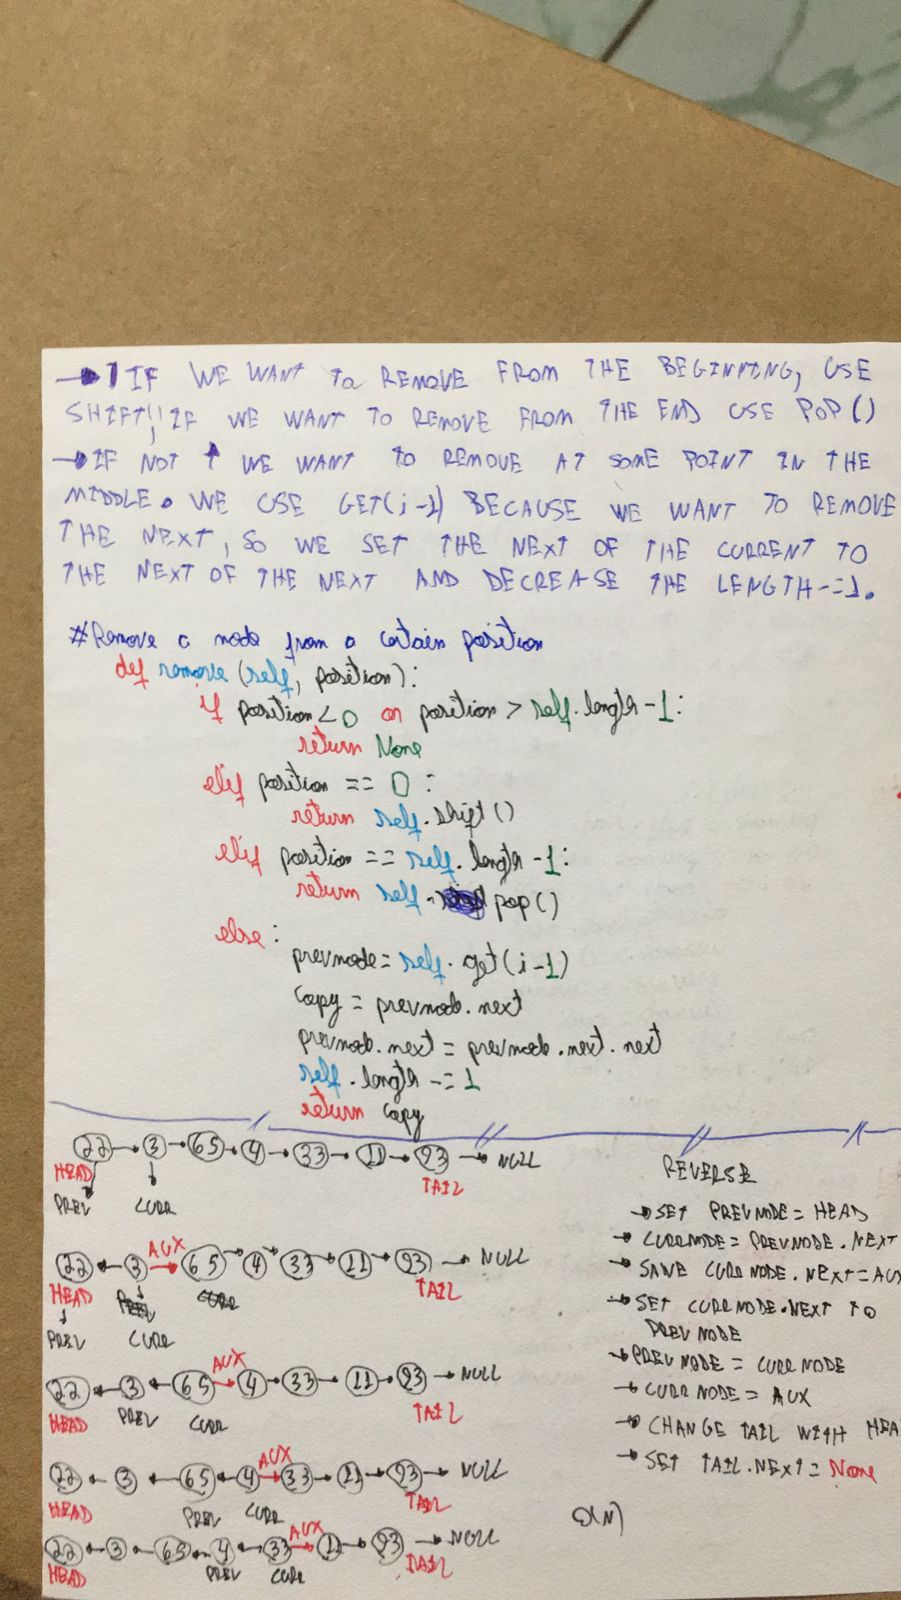 → IF WE WANT TO REMOVE FROM THE BEGINNING, USE
SHIFT!! IF WE WANT TO REMOVE FROM THE END USE POP()
→ IF NOT ↑ WE WANT TO REMOVE AT SOME POINT IN THE
MIDDLE. WE USE GET(i-1) BECAUSE WE WANT TO REMOVE
THE NEXT, SO WE SET THE NEXT OF THE CURRENT TO
THE NEXT OF THE NEXT AND DECREASE THE LENGTH-=1.
#Remove a node from a certain position
def remove (self, position):
if position < 0 or position > self.length -1:
return None
elif position == 0 :
return self.shift()
elif position == self.length -1:
return self.pop()
else:
prevnode = self.get(i-1)
copy = prevnode.next
prevnode.next = prevnode.next.next
self.length -= 1
return copy
22 → 3 → 65 → 4 → 33 → 11 → 93 → NULL
HEAD TAIL
PREV CURR
AUX
22 ← 3 → 65 → 4 → 33 → 11 → 93 → NULL
HEAD PREV CURR TAIL
PREV CURR
AUX
22 ← 3 ← 65 → 4 → 33 → 11 → 93 → NULL
HEAD PREV CURR TAIL
AUX
22 ← 3 ← 65 ← 4 → 33 → 11 → 93 → NULL
HEAD PREV CURR TAIL
AUX
22 ← 3 ← 65 ← 4 ← 33 → 11 → 93 → NULL
HEAD PREV CURR TAIL
REVERSE
→ SET PREVNODE = HEAD
→ CURRNODE = PREVNODE.NEXT
→ SAVE CURRNODE.NEXT = AUX
→ SET CURRNODE.NEXT TO
PREVNODE
→ PREVNODE = CURRNODE
→ CURRNODE = AUX
→ CHANGE TAIL WITH HEA
→ SET TAIL.NEXT = None
O(N)